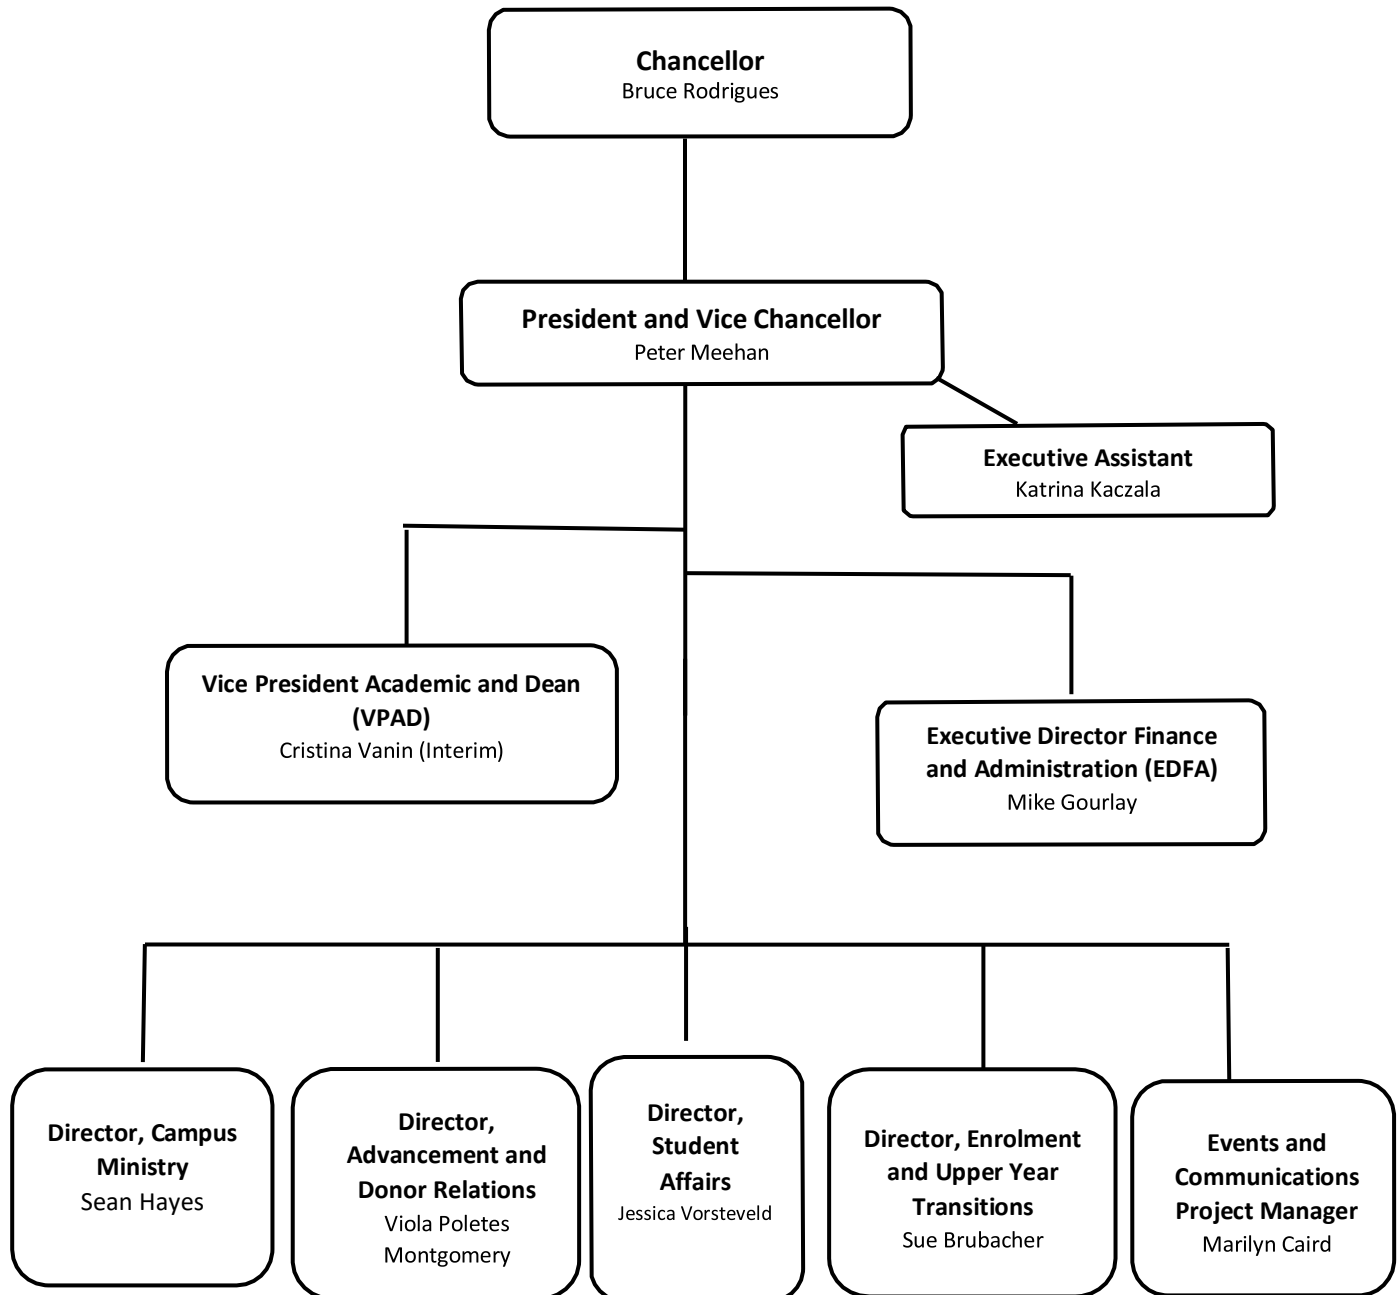 Chancellor
Bruce Rodrigues
President and Vice Chancellor
Peter Meehan
Executive Assistant
Katrina Kaczala
Vice President Academic and Dean
(VPAD)
Cristina Vanin (Interim)
Executive Director Finance
and Administration (EDFA)
Mike Gourlay
Director, Campus
Ministry
Sean Hayes
Director,
Advancement and
Donor Relations
Viola Poletes
Montgomery
Director,
Student
Affairs
Jessica Vorsteveld
Director, Enrolment
and Upper Year
Transitions
Sue Brubacher
Events and
Communications
Project Manager
Marilyn Caird